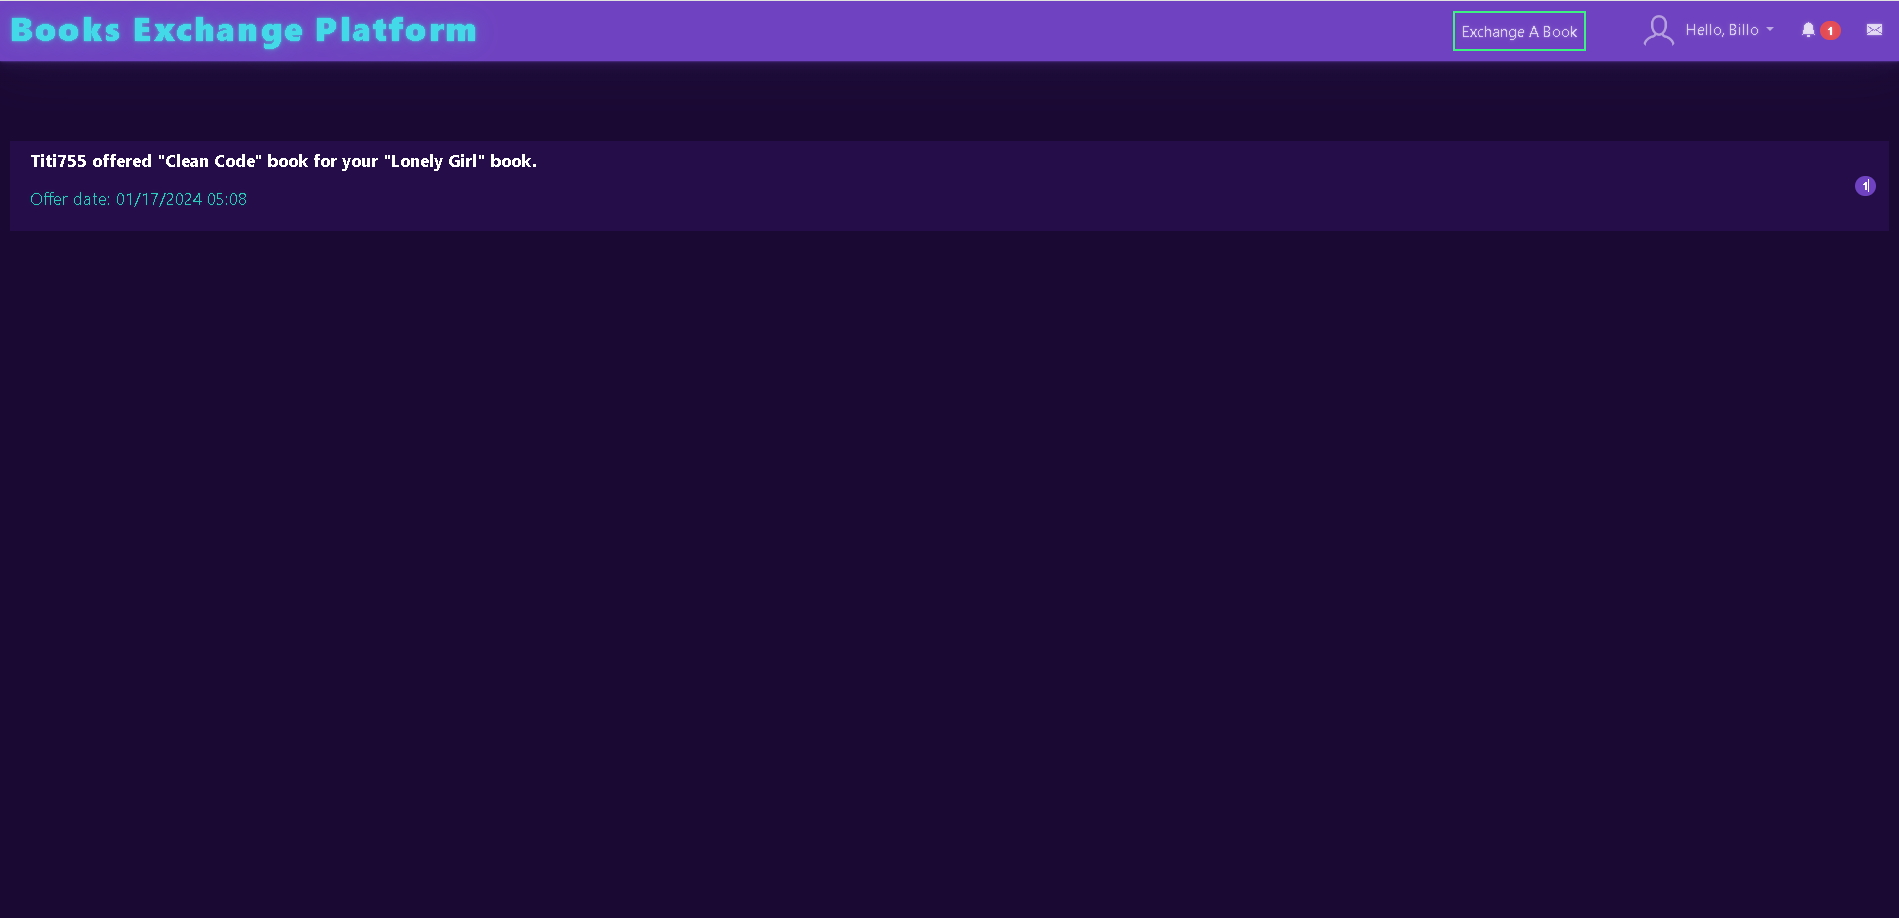 Books Exchange Platform
Exchange A Book
Hello, Billo
1
Titi755 offered "Clean Code" book for your "Lonely Girl" book.
1
Offer date: 01/17/2024 05:08